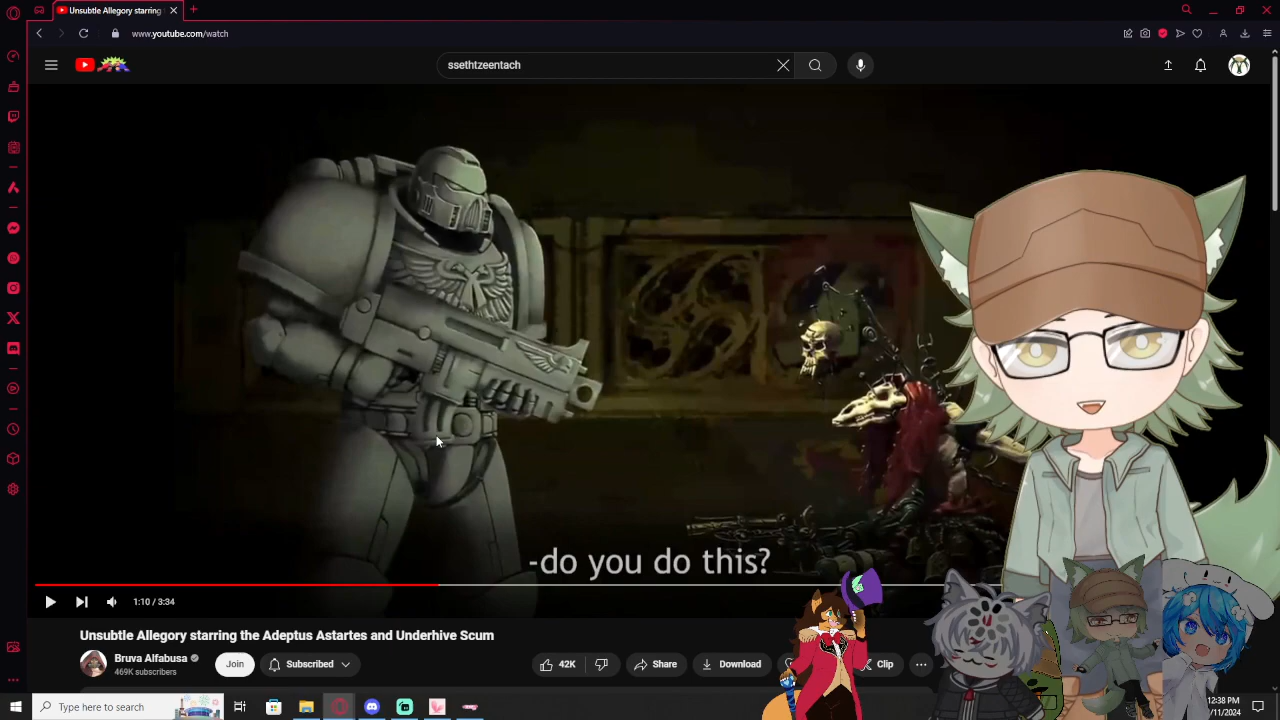 Unsubtle Allegory starring
www.youtube.com/watch
ssethtzeentach
-do you do this?
1:10 / 3:34
Unsubtle Allegory starring the Adeptus Astartes and Underhive Scum
Bruva Alfabusa
469K subscribers
Join
Subscribed
42K
Share
Download
Clip
Type here to search
12:38 PM
/11/2024